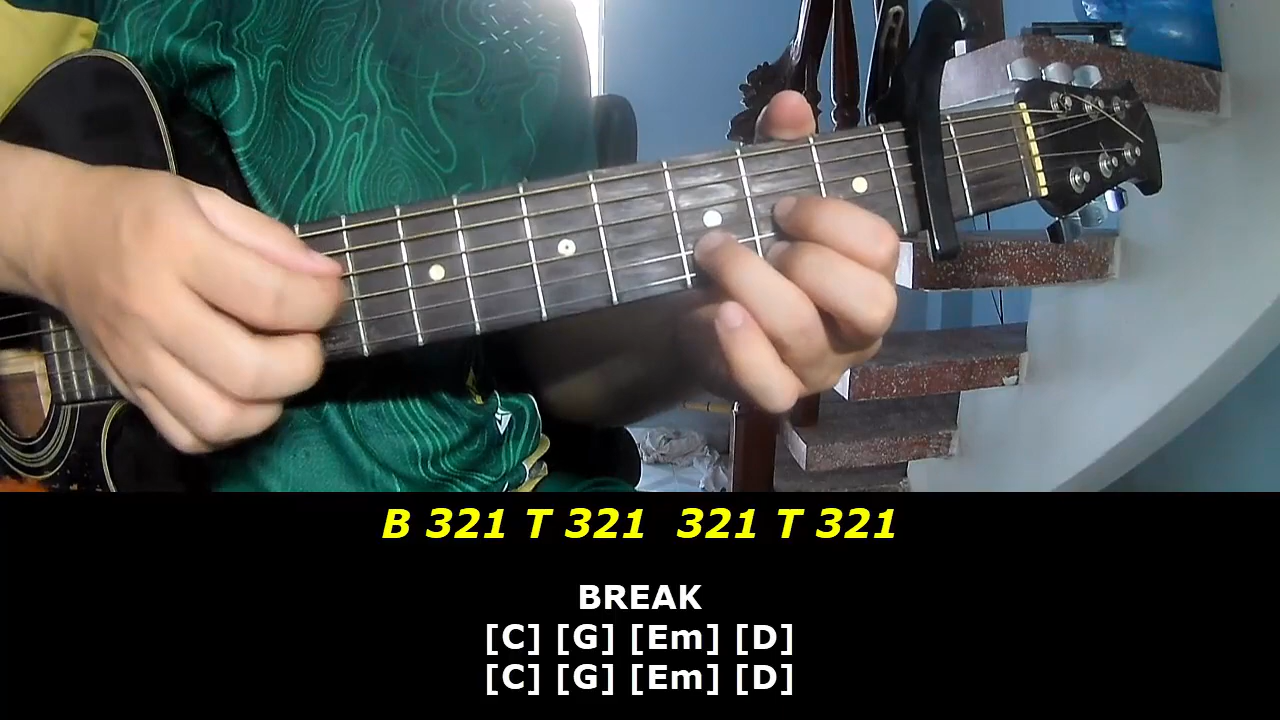 B 321 T 321  321 T 321
BREAK
[C] [G] [Em] [D]
[C] [G] [Em] [D]